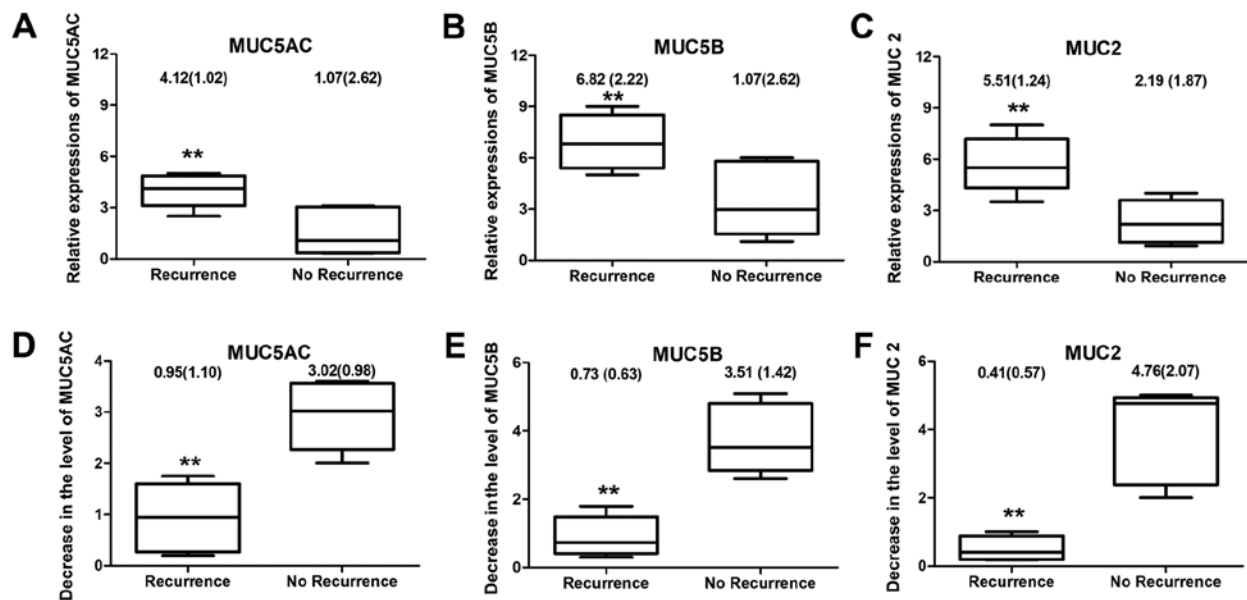 A
MUC5AC
Relative expressions of MUC5AC
12
9
6
3
0
4.12(1.02)
1.07(2.62)
**
Recurrence
No Recurrence
B
MUC5B
Relative expressions of MUC5B
12
9
6
3
0
6.82 (2.22)
1.07(2.62)
**
Recurrence
No Recurrence
C
MUC2
Relative expressions of MUC 2
12
9
6
3
0
5.51(1.24)
2.19 (1.87)
**
Recurrence
No Recurrence
D
MUC5AC
Decrease in the level of MUC5AC
4
3
2
1
0
0.95(1.10)
3.02(0.98)
**
Recurrence
No Recurrence
E
MUC5B
Decrease in the level of MUC5B
6
4
2
0
0.73 (0.63)
3.51 (1.42)
**
Recurrence
No Recurrence
F
MUC2
Decrease in the level of MUC 2
6
4
2
0
0.41(0.57)
4.76(2.07)
**
Recurrence
No Recurrence